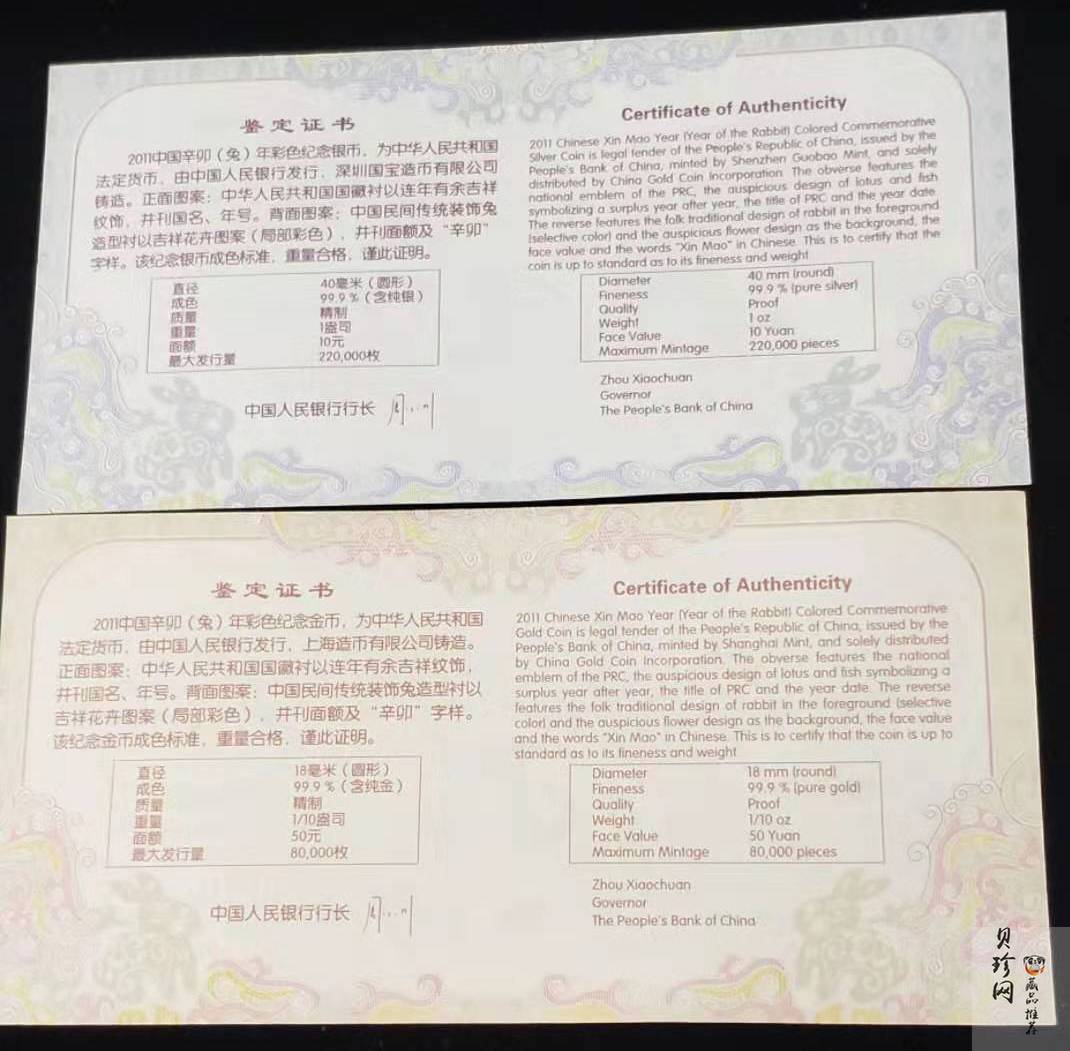 鉴定证书
2011中国辛卯（兔）年彩色纪念银币，为中华人民共和国
法定货币，由中国人民银行发行，深圳国宝造币有限公司
铸造。正面图案：中华人民共和国国徽衬以连年有余吉祥
纹饰，并刊国名、年号。背面图案：中国民间传统装饰兔
造型衬以吉祥花卉图案（局部彩色），并刊面额及“辛卯”
字样。该纪念银币成色标准，重量合格，谨此证明。
直径 40毫米（圆形）
成色 99.9％（含纯银）
质量 精制
重量 1盎司
面额 10元
最大发行量 220,000枚
中国人民银行行长
Certificate of Authenticity
2011 Chinese Xin Mao Year (Year of the Rabbit) Colored Commemorative
Silver Coin is legal tender of the People's Republic of China, issued by the
People's Bank of China, minted by Shenzhen Guobao Mint, and solely
distributed by China Gold Coin Incorporation. The obverse features the
national emblem of the PRC, the auspicious design of lotus and fish
symbolizing a surplus year after year, the title of PRC and the year date.
The reverse features the folk traditional design of rabbit in the foreground
(selective color) and the auspicious flower design as the background, the
face value and the words "Xin Mao" in Chinese. This is to certify that the
coin is up to standard as to its fineness and weight
Diameter 40 mm (round)
Fineness 99.9 % (pure silver)
Quality Proof
Weight 1 oz
Face Value 10 Yuan
Maximum Mintage 220,000 pieces
Zhou Xiaochuan
Governor
The People's Bank of China
鉴定证书
2011中国辛卯（兔）年彩色纪念金币，为中华人民共和国
法定货币，由中国人民银行发行，上海造币有限公司铸造。
正面图案：中华人民共和国国徽衬以连年有余吉祥纹饰，
并刊国名、年号。背面图案：中国民间传统装饰兔造型衬以
吉祥花卉图案（局部彩色），并刊面额及“辛卯”字样。
该纪念金币成色标准，重量合格，谨此证明。
直径 18毫米（圆形）
成色 99.9％（含纯金）
质量 精制
重量 1/10盎司
面额 50元
最大发行量 80,000枚
中国人民银行行长
Certificate of Authenticity
2011 Chinese Xin Mao Year (Year of the Rabbit) Colored Commemorative
Gold Coin is legal tender of the People's Republic of China, issued by the
People's Bank of China, minted by Shanghai Mint, and solely distributed
by China Gold Coin Incorporation. The obverse features the national
emblem of the PRC, the auspicious design of lotus and fish symbolizing a
surplus year after year, the title of PRC and the year date. The reverse
features the folk traditional design of rabbit in the foreground (selective
color) and the auspicious flower design as the background, the face value
and the words "Xin Mao" in Chinese. This is to certify that the coin is up to
standard as to its fineness and weight
Diameter 18 mm (round)
Fineness 99.9 % (pure gold)
Quality Proof
Weight 1/10 oz
Face Value 50 Yuan
Maximum Mintage 80,000 pieces
Zhou Xiaochuan
Governor
The People's Bank of China
贝珍网
藏品推荐